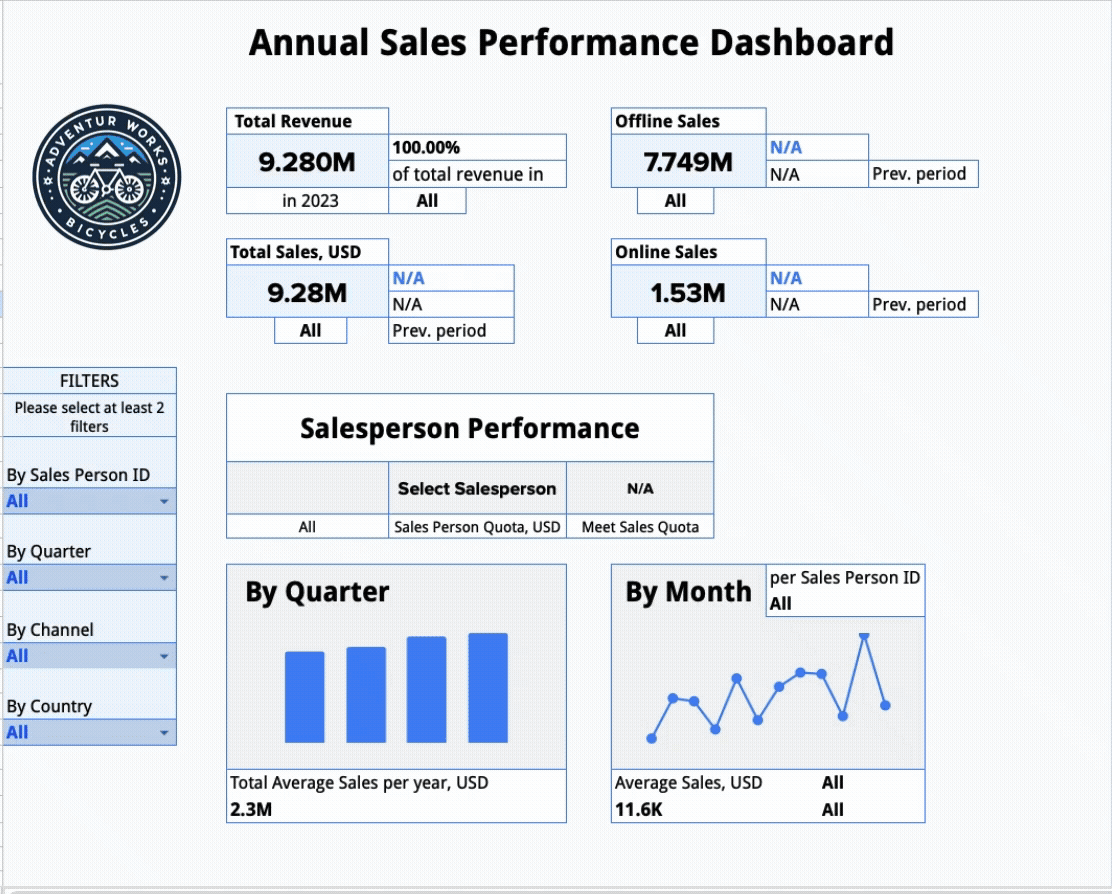 Annual Sales Performance Dashboard
ADVENTUR WORKS
BICYCLES
Total Revenue
9.280M
100.00%
of total revenue in
in 2023
All
Offline Sales
7.749M
N/A
N/A
Prev. period
All
Total Sales, USD
9.28M
N/A
N/A
All
Prev. period
Online Sales
1.53M
N/A
N/A
Prev. period
All
FILTERS
Please select at least 2
filters
By Sales Person ID
All
By Quarter
All
By Channel
All
By Country
All
Salesperson Performance
Select Salesperson
N/A
All
Sales Person Quota, USD
Meet Sales Quota
By Quarter
Total Average Sales per year, USD
2.3M
By Month
per Sales Person ID
All
Average Sales, USD
All
11.6K
All